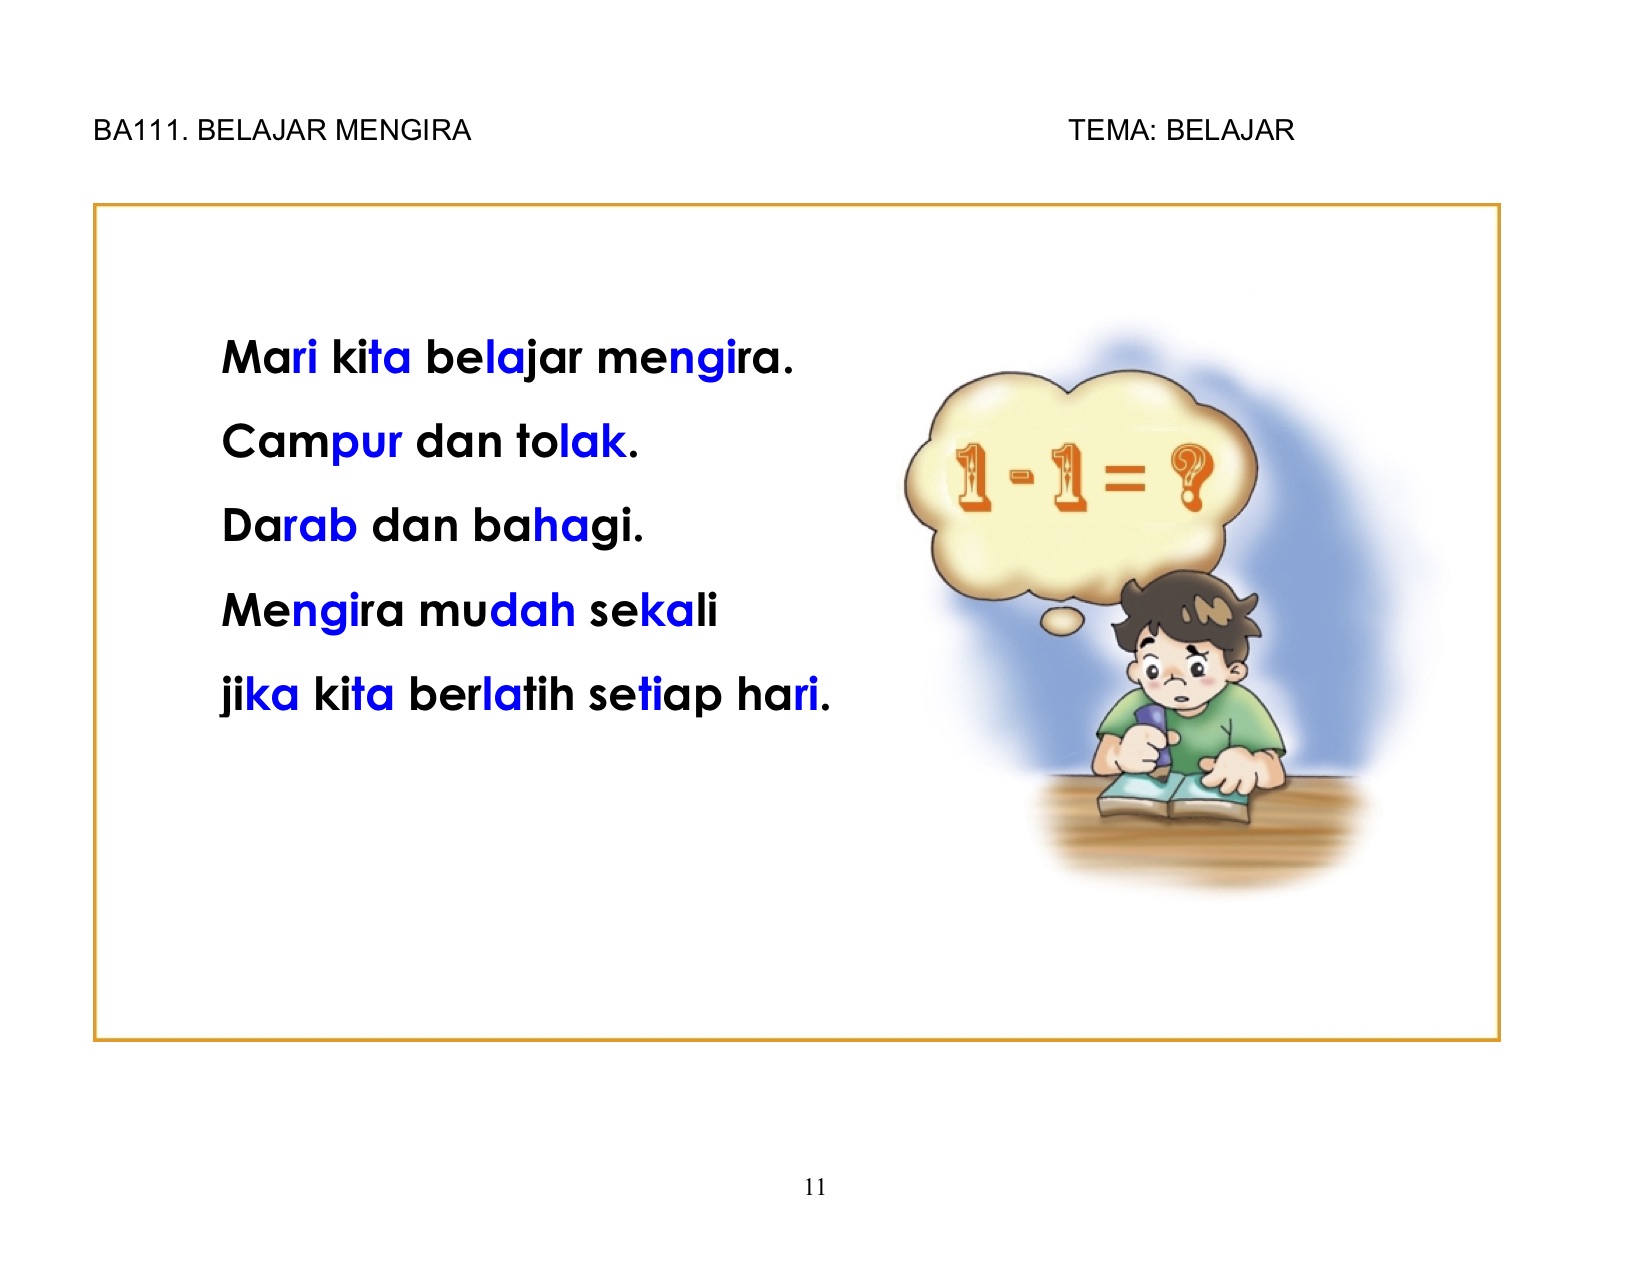 BA111. BELAJAR MENGIRA TEMA: BELAJAR
Mari kita belajar mengira.
Campur dan tolak.
Darab dan bahagi.
Mengira mudah sekali
jika kita berlatih setiap hari.
1 - 1 = ?
11